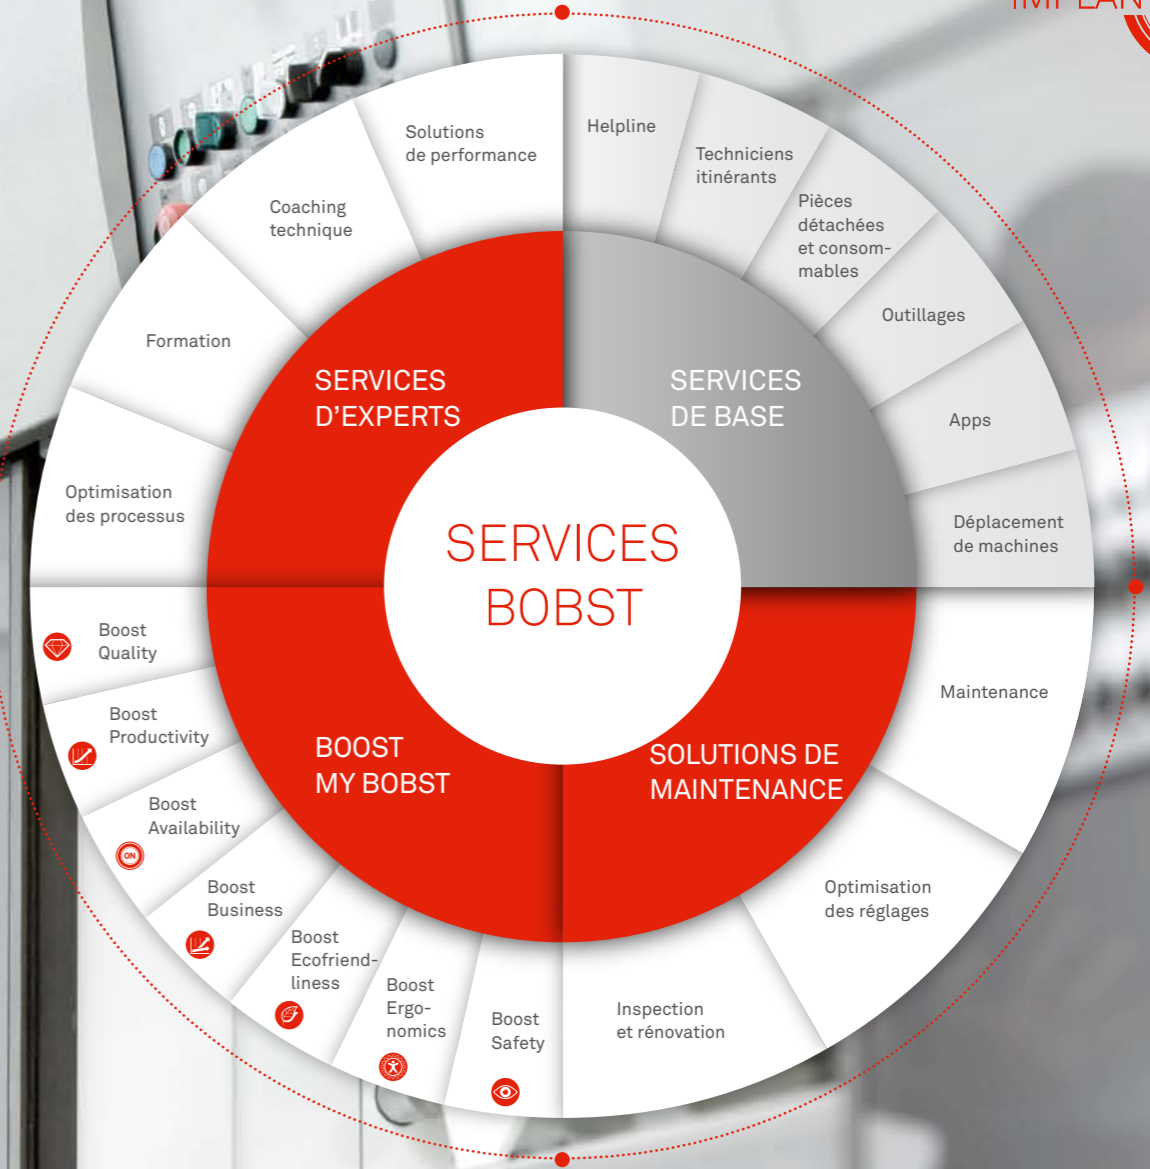 IMPLAN
Solutions
de performance
Helpline
Techniciens
itinérants
Pièces
détachées
et consom-
mables
Outillages
Apps
Déplacement
de machines
Coaching
technique
Formation
Optimisation
des processus
SERVICES
D'EXPERTS
SERVICES
DE BASE
SERVICES
BOBST
BOOST
MY BOBST
SOLUTIONS DE
MAINTENANCE
Maintenance
Optimisation
des réglages
Inspection
et rénovation
Boost
Quality
Boost
Productivity
Boost
Availability
ON
Boost
Business
Boost
Ecofriend-
liness
Boost
Ergo-
nomics
Boost
Safety